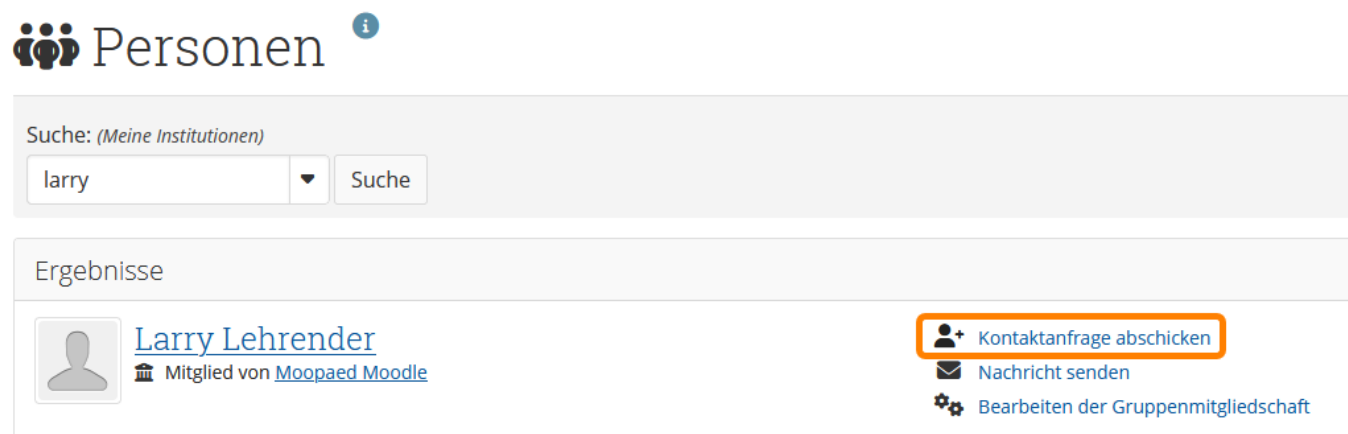 Personen
Suche: (Meine Institutionen)
larry
Suche
Ergebnisse
Larry Lehrender
Mitglied von Moopaed Moodle
Kontaktanfrage abschicken
Nachricht senden
Bearbeiten der Gruppenmitgliedschaft